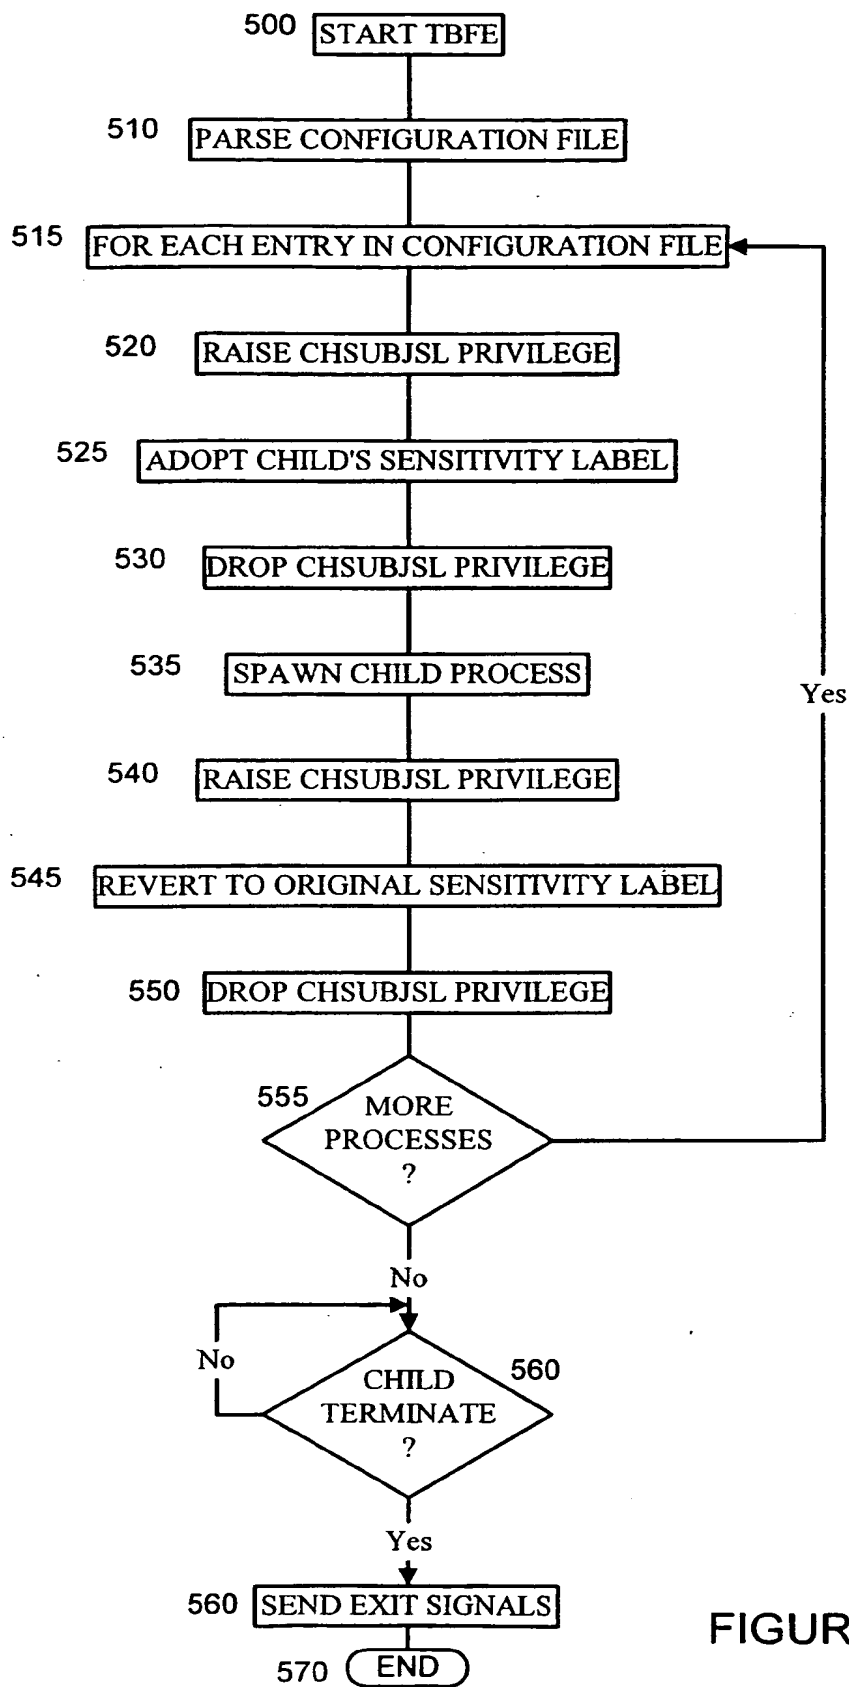 500 START TBFE
510 PARSE CONFIGURATION FILE
515 FOR EACH ENTRY IN CONFIGURATION FILE
520 RAISE CHSUBJSL PRIVILEGE
525 ADOPT CHILD'S SENSITIVITY LABEL
530 DROP CHSUBJSL PRIVILEGE
535 SPAWN CHILD PROCESS
Yes
540 RAISE CHSUBJSL PRIVILEGE
545 REVERT TO ORIGINAL SENSITIVITY LABEL
550 DROP CHSUBJSL PRIVILEGE
555 MORE
PROCESSES
?
No
No
560
CHILD
TERMINATE
?
Yes
560 SEND EXIT SIGNALS
FIGUR
570 END